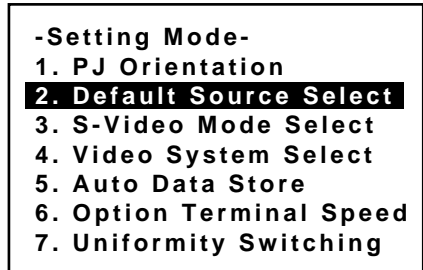 -Setting Mode-
1. PJ Orientation
2. Default Source Select
3. S-Video Mode Select
4. Video System Select
5. Auto Data Store
6. Option Terminal Speed
7. Uniformity Switching